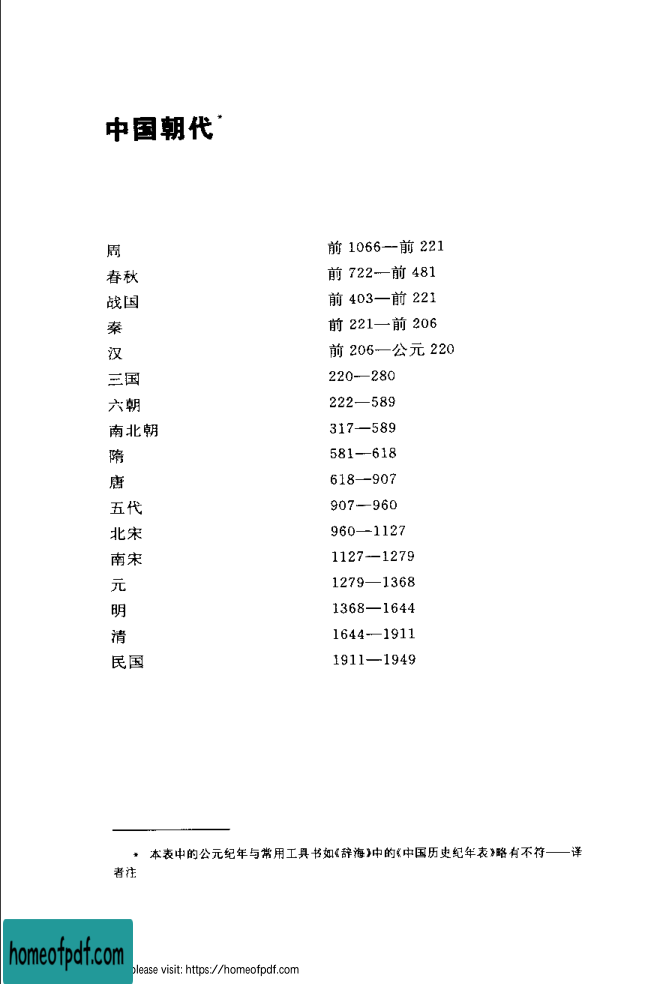 中国朝代*
周 前 1066—前 221
春秋 前 722—前 481
战国 前 403—前 221
秦 前 221—前 206
汉 前 206—公元 220
三国 220—280
六朝 222—589
南北朝 317—589
隋 581—618
唐 618—907
五代 907—960
北宋 960—1127
南宋 1127—1279
元 1279—1368
明 1368—1644
清 1644—1911
民国 1911—1949
* 本表中的公元纪年与常用工具书如《辞海》中的《中国历史纪年表》略有不符——译
者注
homeofpdf.com
please visit: https://homeofpdf.com